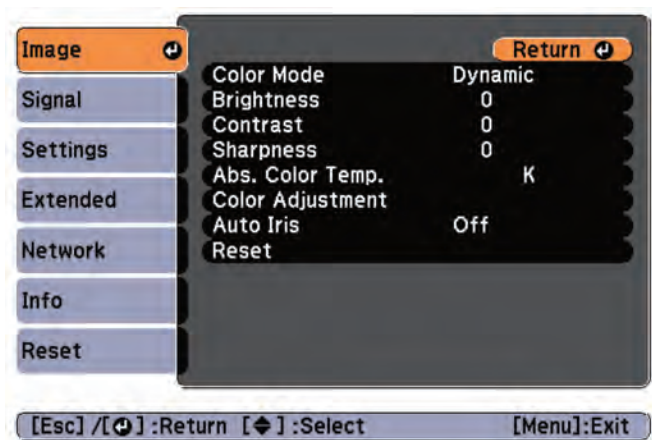 Image
Signal
Settings
Extended
Network
Info
Reset
Return
Color Mode Dynamic
Brightness 0
Contrast 0
Sharpness 0
Abs. Color Temp. K
Color Adjustment
Auto Iris Off
Reset
[Esc] /[⏎] :Return [◆] :Select [Menu]:Exit